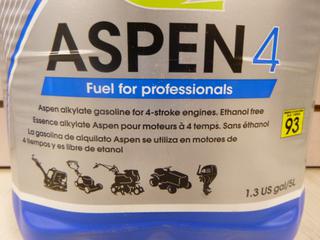 ASPEN 4
Fuel for professionals
Aspen alkylate gasoline for 4-stroke engines. Ethanol free
Essence alkylate Aspen pour moteurs à 4 temps. Sans éthanol
La gasolina de alquilato Aspen se utiliza en motores de
4 tiempos y es libre de etanol
93
1.3 US gal/5L